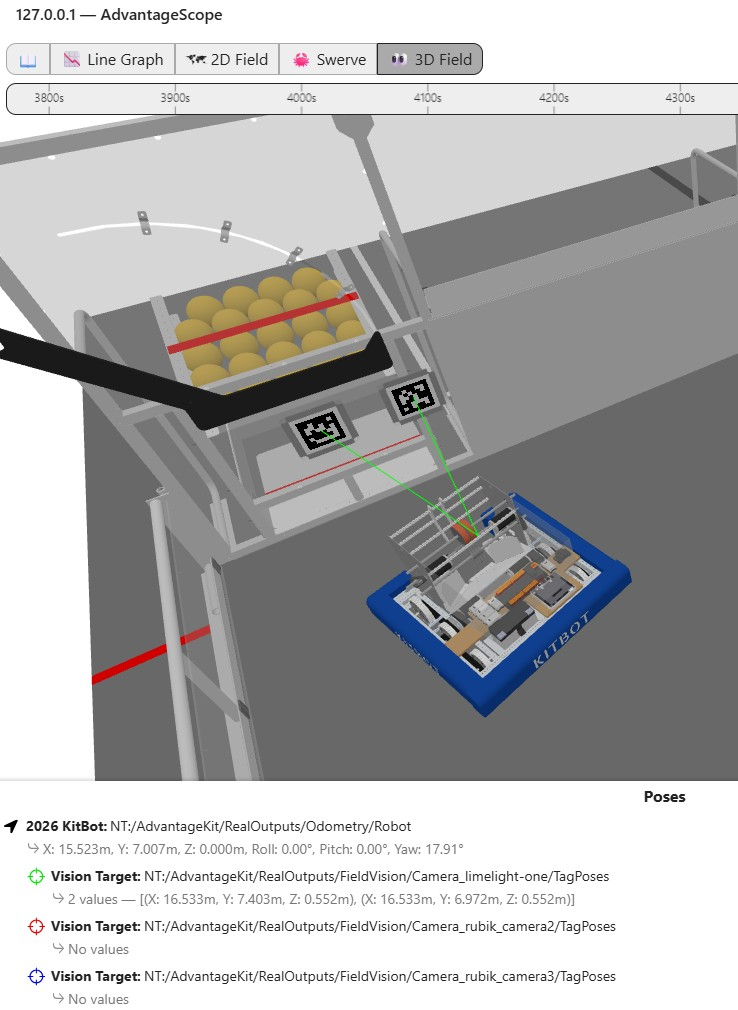 127.0.0.1 — AdvantageScope
Line Graph
2D Field
Swerve
3D Field
3800s 3900s 4000s 4100s 4200s 4300s
KITBOT
Poses
2026 KitBot: NT:/AdvantageKit/RealOutputs/Odometry/Robot
X: 15.523m, Y: 7.007m, Z: 0.000m, Roll: 0.00°, Pitch: 0.00°, Yaw: 17.91°
Vision Target: NT:/AdvantageKit/RealOutputs/FieldVision/Camera_limelight-one/TagPoses
2 values — [(X: 16.533m, Y: 7.403m, Z: 0.552m), (X: 16.533m, Y: 6.972m, Z: 0.552m)]
Vision Target: NT:/AdvantageKit/RealOutputs/FieldVision/Camera_rubik_camera2/TagPoses
No values
Vision Target: NT:/AdvantageKit/RealOutputs/FieldVision/Camera_rubik_camera3/TagPoses
No values